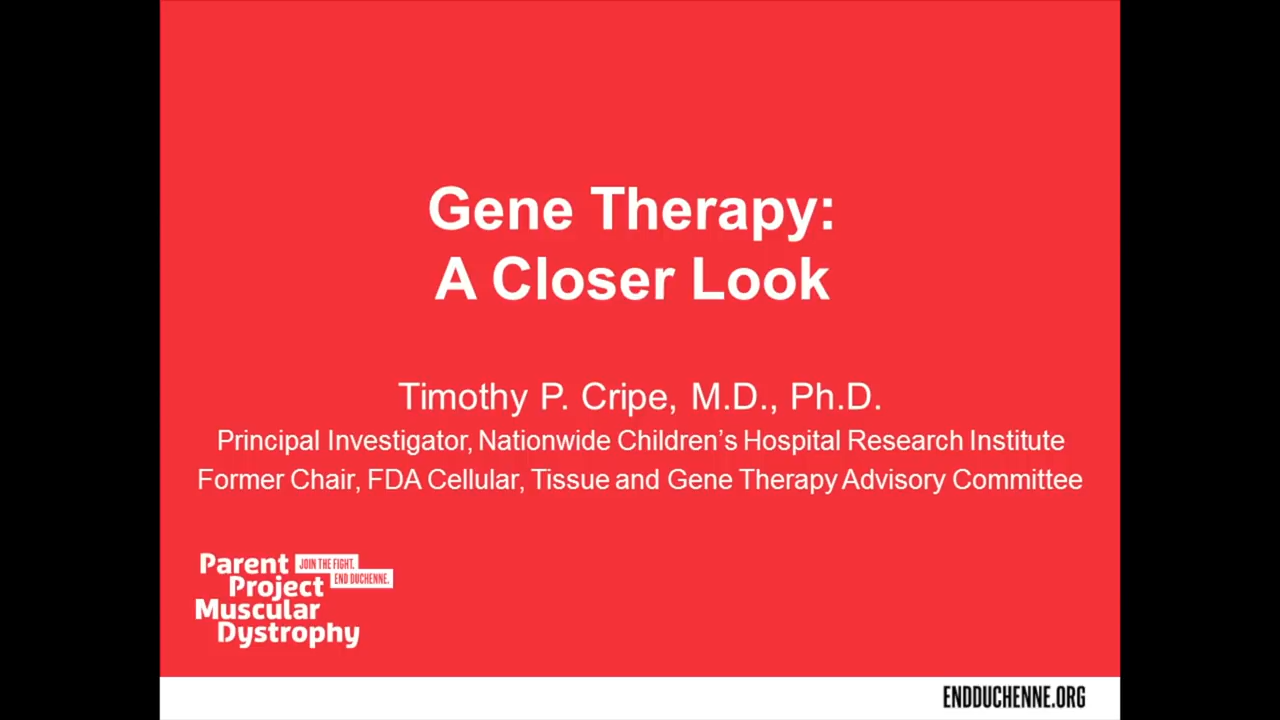 Gene Therapy:
A Closer Look
Timothy P. Cripe, M.D., Ph.D.
Principal Investigator, Nationwide Children's Hospital Research Institute
Former Chair, FDA Cellular, Tissue and Gene Therapy Advisory Committee
Parent JOIN THE FIGHT.
Project END DUCHENNE.
Muscular
Dystrophy
ENDDUCHENNE.ORG